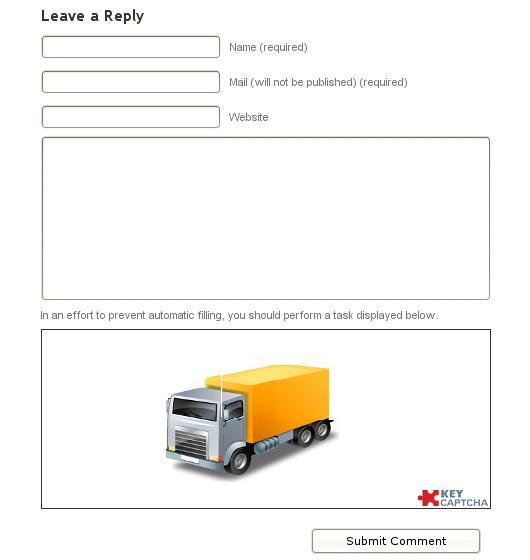 Leave a Reply
Name (required)
Mail (will not be published) (required)
Website
In an effort to prevent automatic filling, you should perform a task displayed below.
KEY
CAPTCHA
Submit Comment